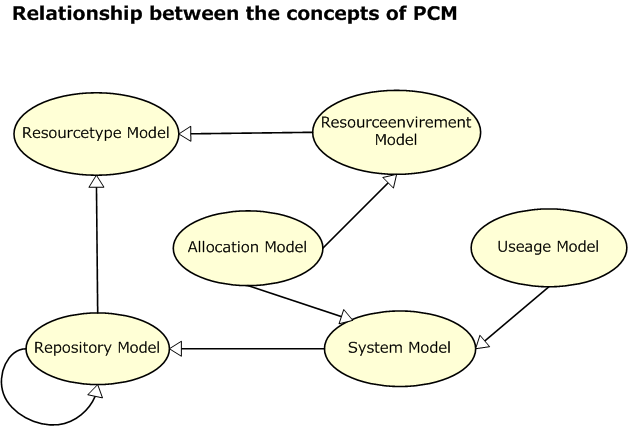 Relationship between the concepts of PCM
Resourcetype Model
Resourceenvirement
Model
Allocation Model
Useage Model
Repository Model
System Model